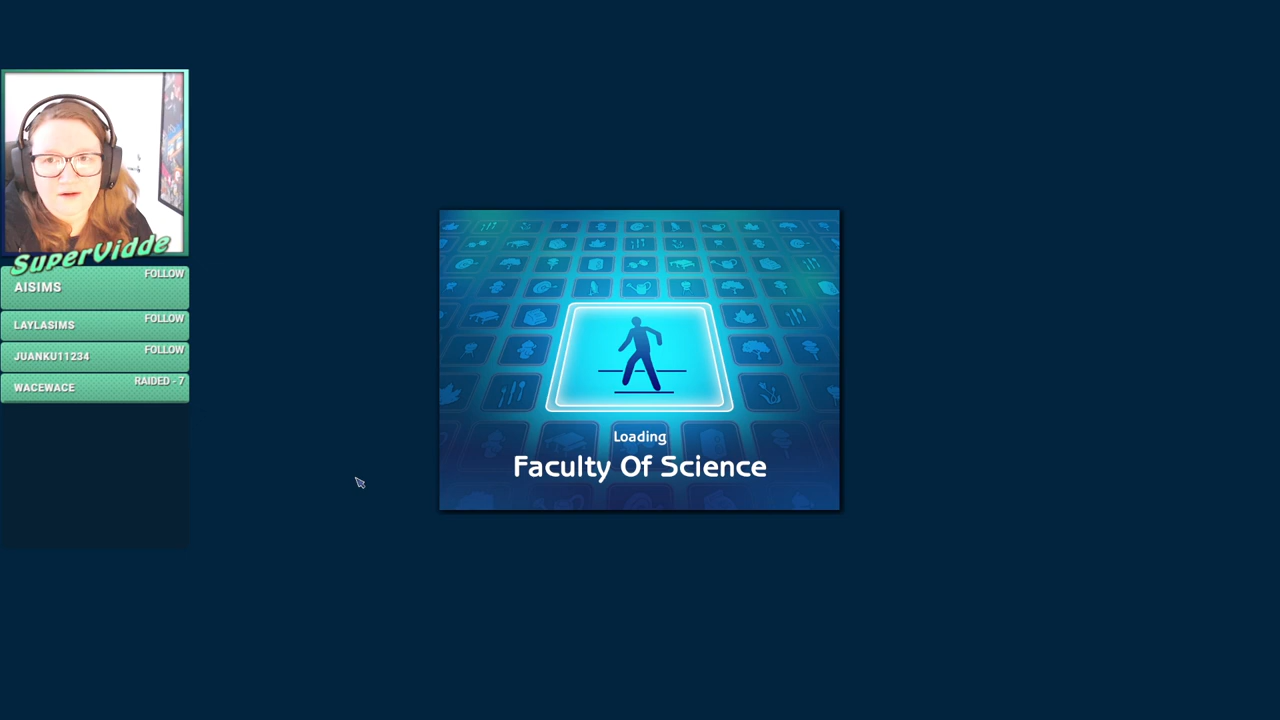 SuperVidde
FOLLOW
AISIMS
FOLLOW
LAYLASIMS
FOLLOW
JUANKU11234
RAIDED - 7
WACEWACE
Loading
Faculty Of Science